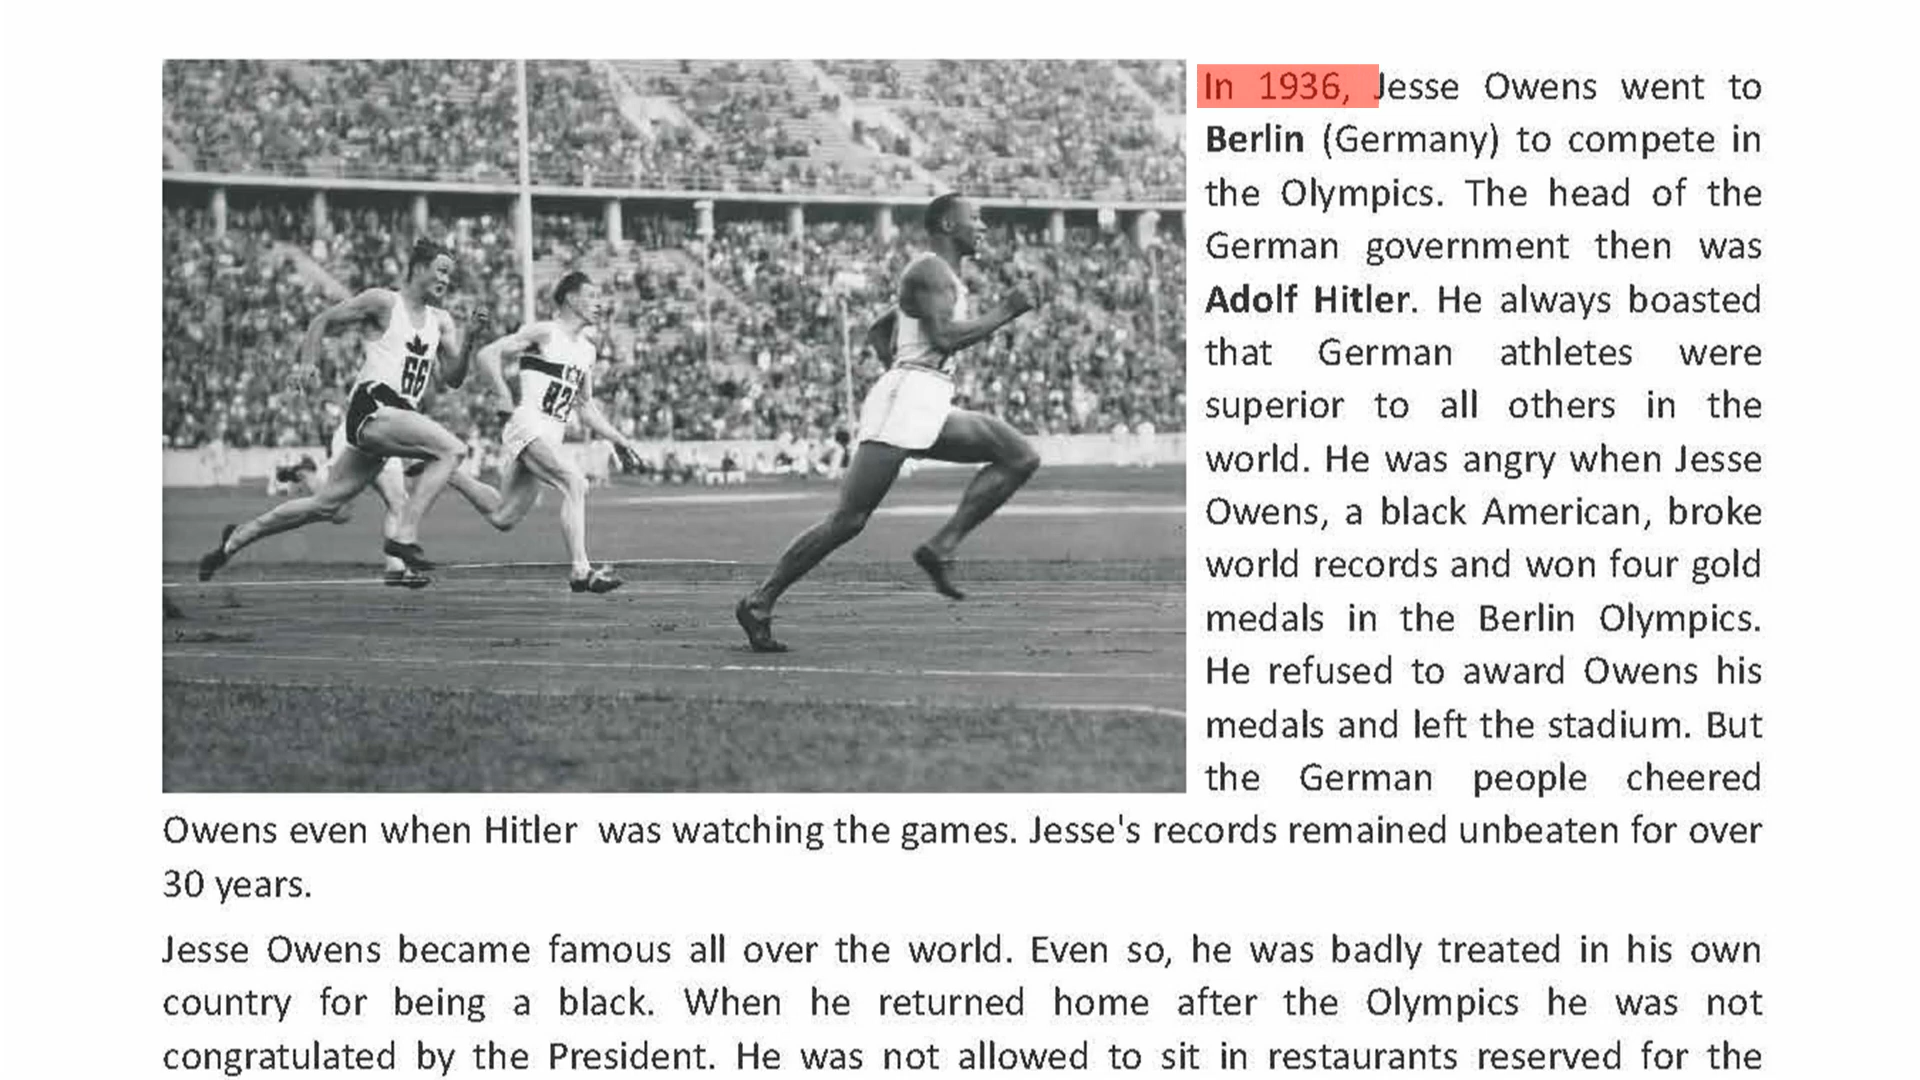 In 1936, Jesse Owens went to
Berlin (Germany) to compete in
the Olympics. The head of the
German government then was
Adolf Hitler. He always boasted
that German athletes were
superior to all others in the
world. He was angry when Jesse
Owens, a black American, broke
world records and won four gold
medals in the Berlin Olympics.
He refused to award Owens his
medals and left the stadium. But
the German people cheered
Owens even when Hitler was watching the games. Jesse's records remained unbeaten for over
30 years.
Jesse Owens became famous all over the world. Even so, he was badly treated in his own
country for being a black. When he returned home after the Olympics he was not
congratulated by the President. He was not allowed to sit in restaurants reserved for the
66
82